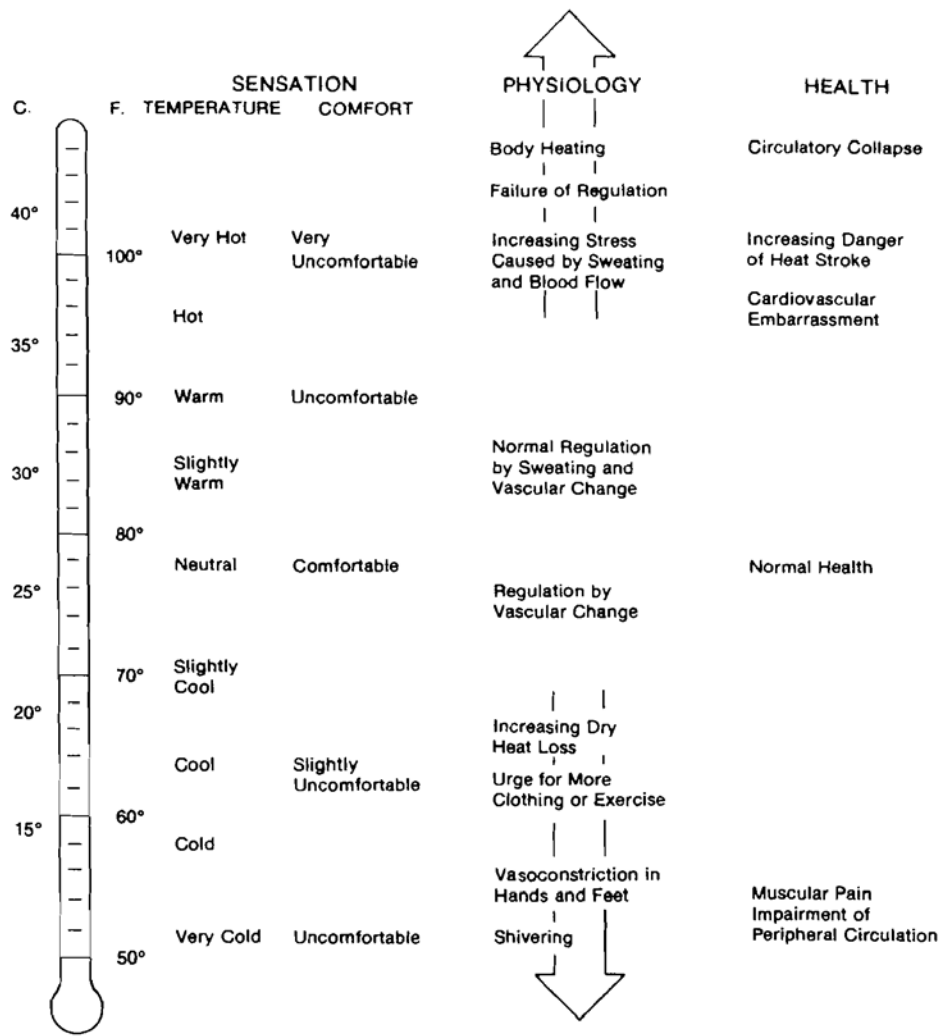 SENSATION
PHYSIOLOGY
HEALTH
C.
F.
TEMPERATURE
COMFORT
Body Heating
Circulatory Collapse
Failure of Regulation
40°
Very Hot
Very
Uncomfortable
Increasing Stress
Caused by Sweating
and Blood Flow
Increasing Danger
of Heat Stroke
100°
Hot
Cardiovascular
Embarrassment
35°
90°
Warm
Uncomfortable
Normal Regulation
by Sweating and
Vascular Change
30°
Slightly
Warm
80°
Neutral
Comfortable
Normal Health
25°
Regulation by
Vascular Change
70°
Slightly
Cool
20°
Increasing Dry
Heat Loss
Cool
Slightly
Uncomfortable
Urge for More
Clothing or Exercise
60°
15°
Cold
Vasoconstriction in
Hands and Feet
Muscular Pain
Impairment of
Peripheral Circulation
Very Cold
Uncomfortable
Shivering
50°